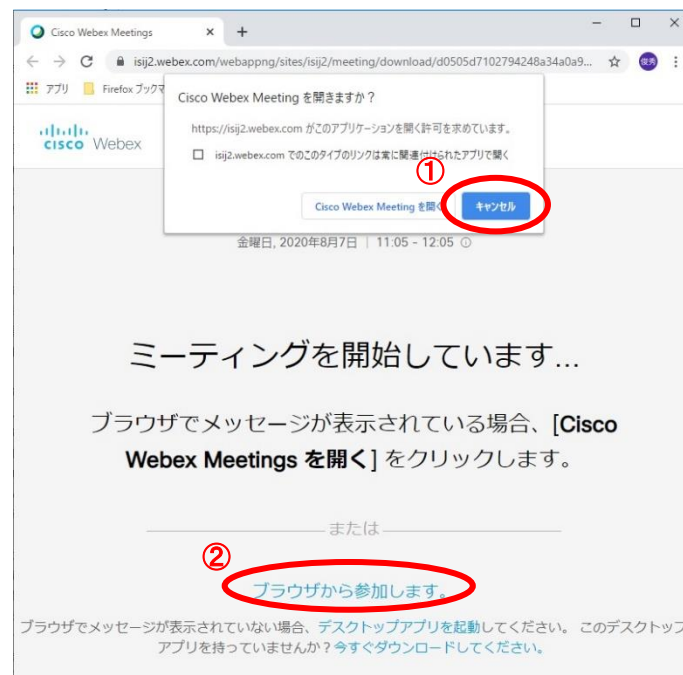 Cisco Webex Meetings
isij2.webex.com/webappng/sites/isij2/meeting/download/d0505d7102794248a34a0a9...
俊秀
アプリ
Firefox ブックマ
Cisco Webex Meeting を開きますか？
https://isij2.webex.com がこのアプリケーションを開く許可を求めています。
isij2.webex.com でのこのタイプのリンクは常に関連付けられたアプリで開く
①
Cisco Webex Meeting を開く
キャンセル
cisco Webex
金曜日, 2020年8月7日 | 11:05 - 12:05
ミーティングを開始しています...
ブラウザでメッセージが表示されている場合、[Cisco
Webex Meetings を開く] をクリックします。
または
②
ブラウザから参加します。
ブラウザでメッセージが表示されていない場合、デスクトップアプリを起動してください。 このデスクトップ
アプリを持っていませんか？今すぐダウンロードしてください。